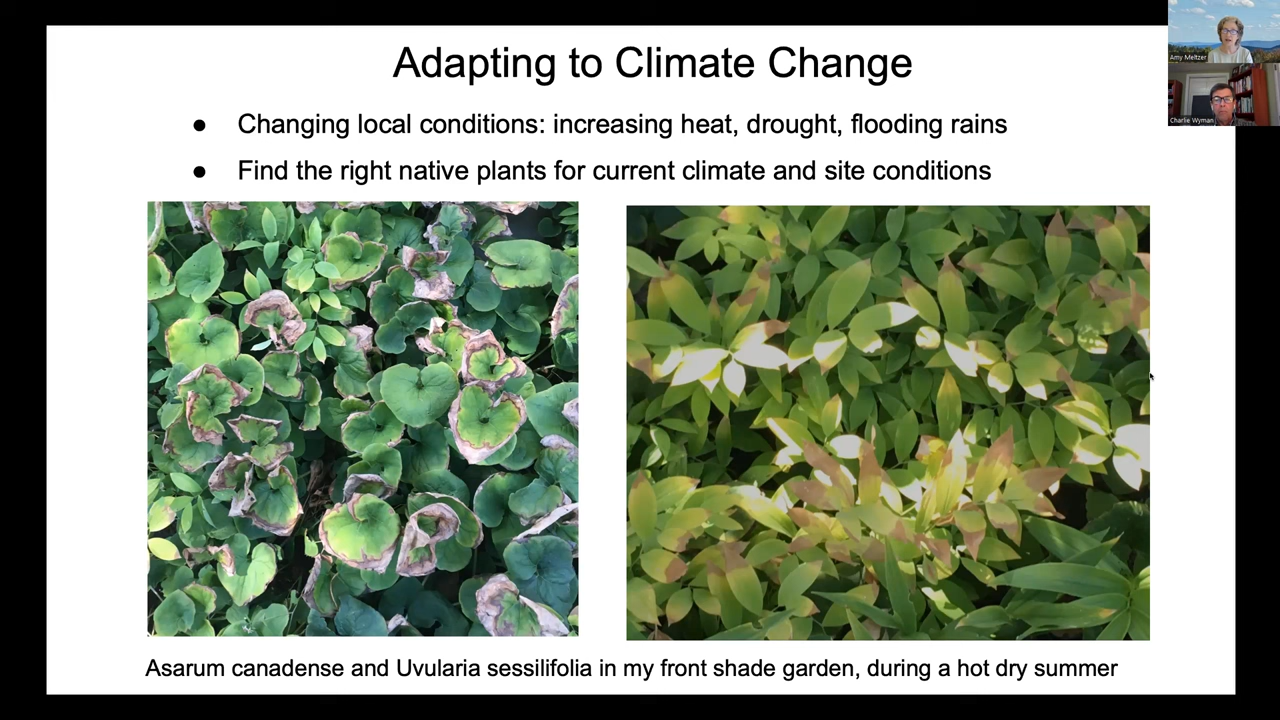 Adapting to Climate Change
● Changing local conditions: increasing heat, drought, flooding rains
● Find the right native plants for current climate and site conditions
Asarum canadense and Uvularia sessilifolia in my front shade garden, during a hot dry summer
Amy Meltzer
Charlie Wyman